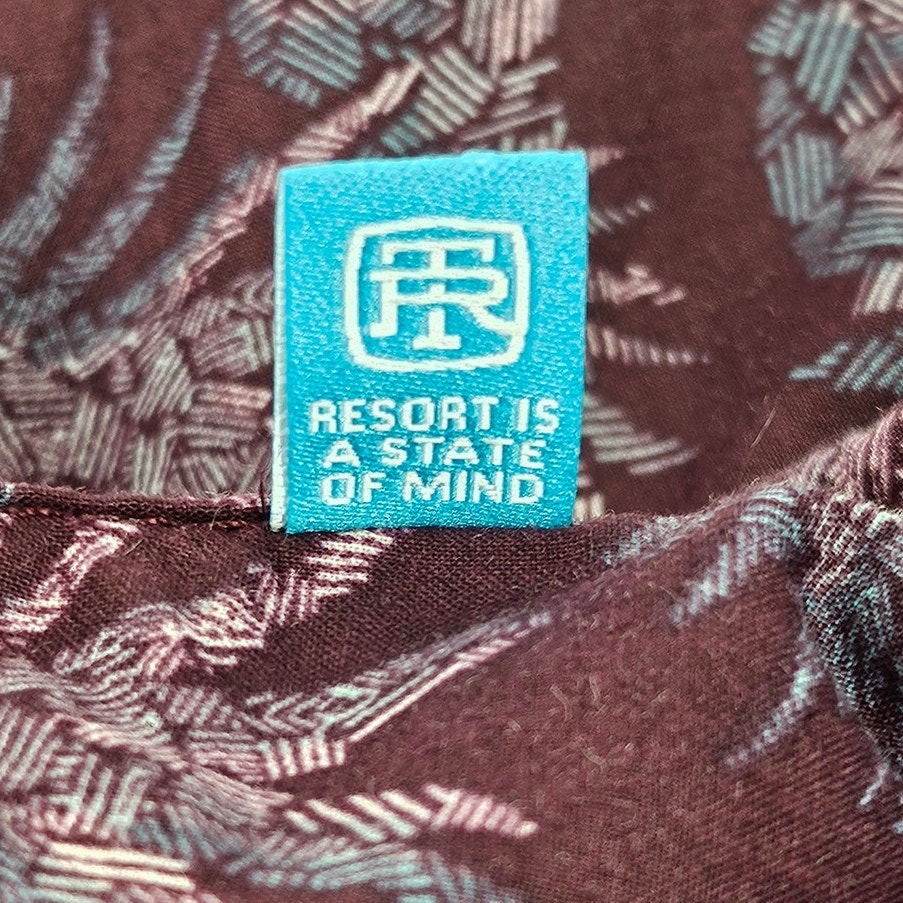 TR
RESORT IS
A STATE
OF MIND